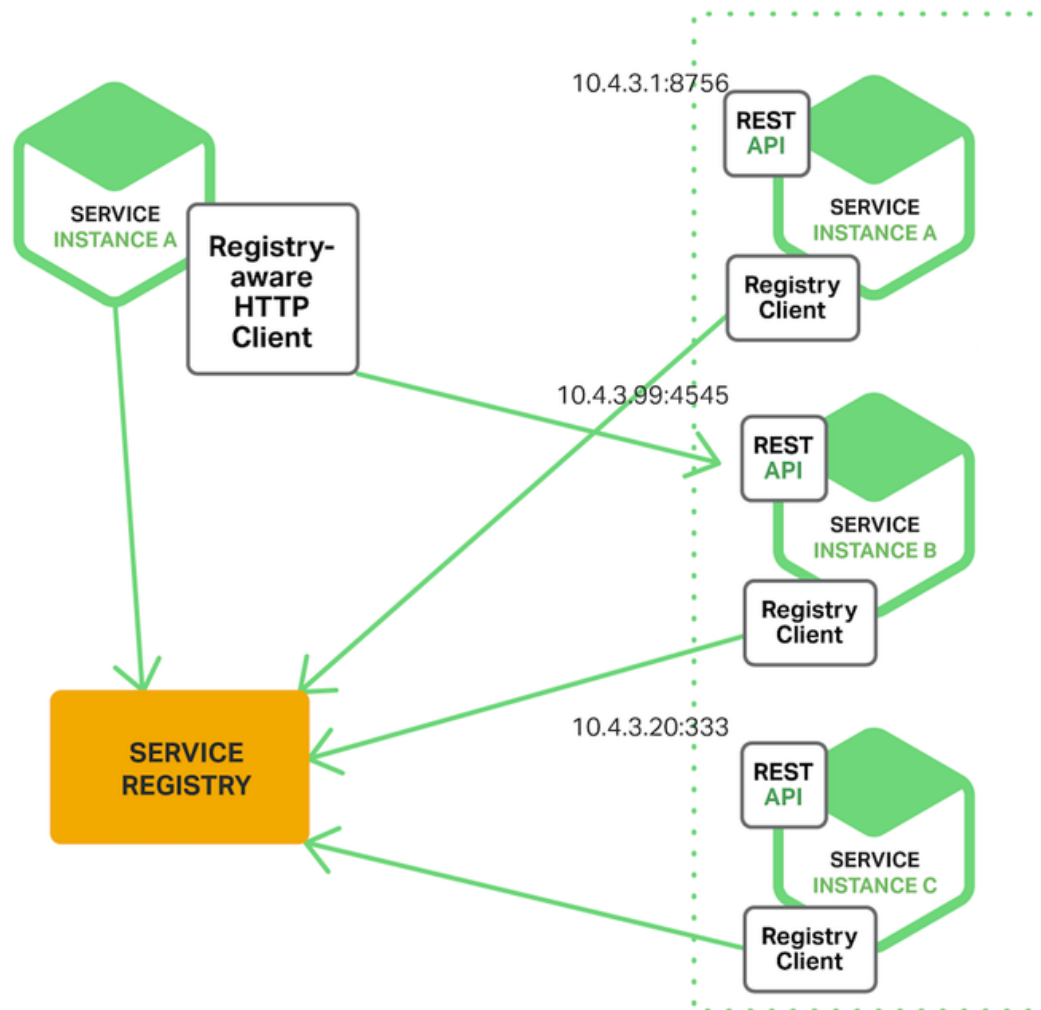 SERVICE
INSTANCE A
Registry-
aware
HTTP
Client
SERVICE
REGISTRY
10.4.3.1:8756
REST
API
SERVICE
INSTANCE A
Registry
Client
10.4.3.99:4545
REST
API
SERVICE
INSTANCE B
Registry
Client
10.4.3.20:333
REST
API
SERVICE
INSTANCE C
Registry
Client